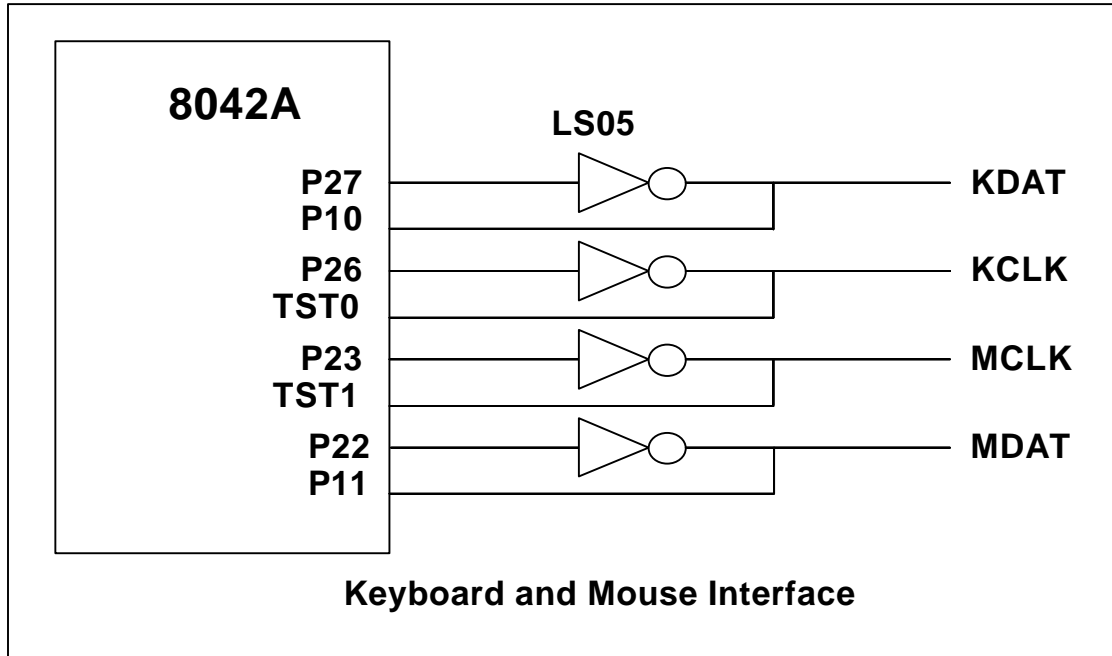 8042A
LS05
P27
KDAT
P10
P26
KCLK
TST0
P23
MCLK
TST1
P22
MDAT
P11
Keyboard and Mouse Interface